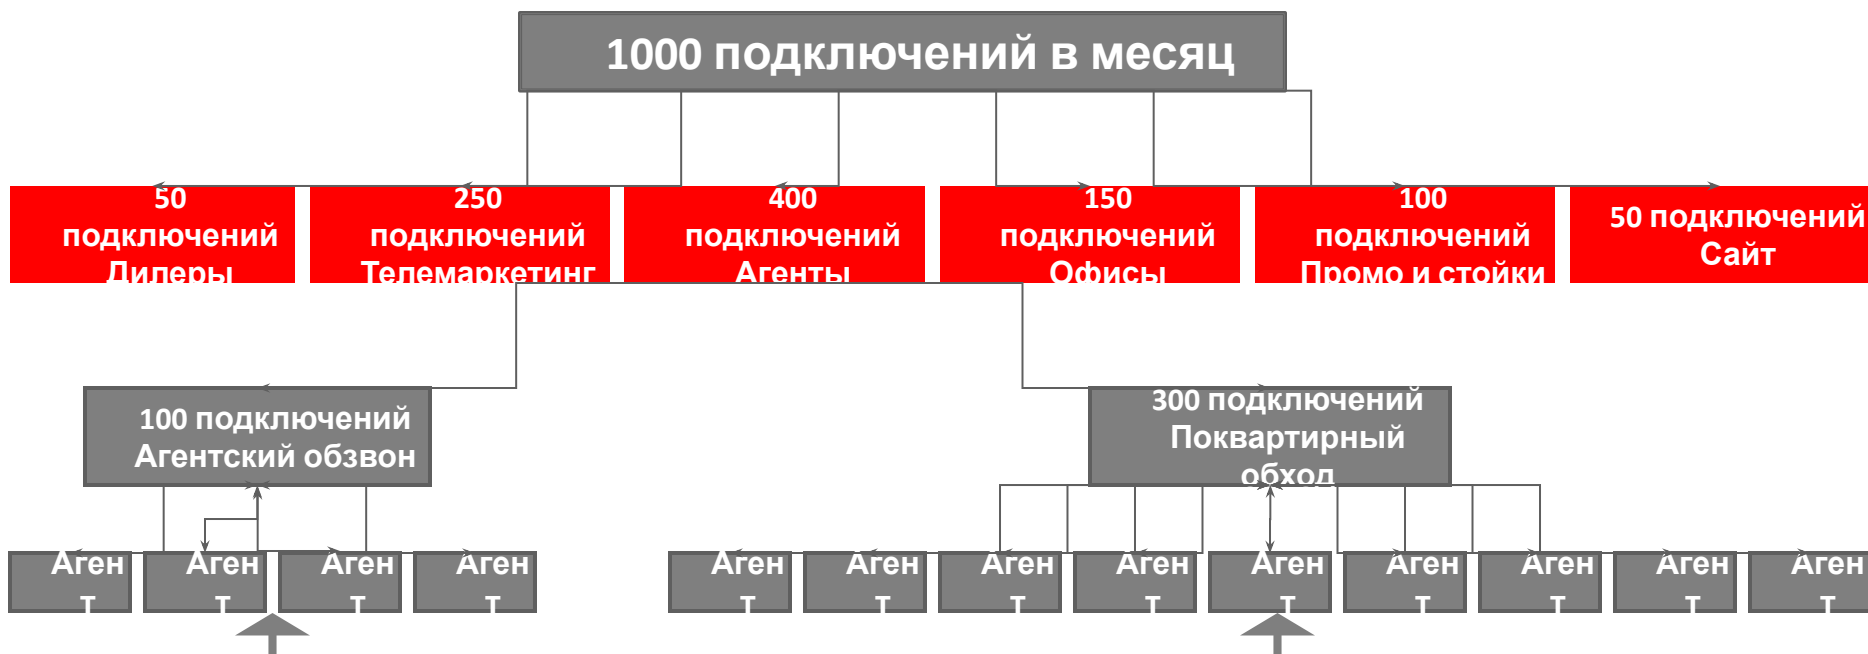 1000 подключений в месяц
50
подключений
Дилеры
250
подключений
Телемаркетинг
400
подключений
Агенты
150
подключений
Офисы
100
подключений
Промо и стойки
50 подключений
Сайт
100 подключений
Агентский обзвон
300 подключений
Поквартирный
обход
Аген
т
Аген
т
Аген
т
Аген
т
Аген
т
Аген
т
Аген
т
Аген
т
Аген
т
Аген
т
Аген
т
Аген
т
Аген
т